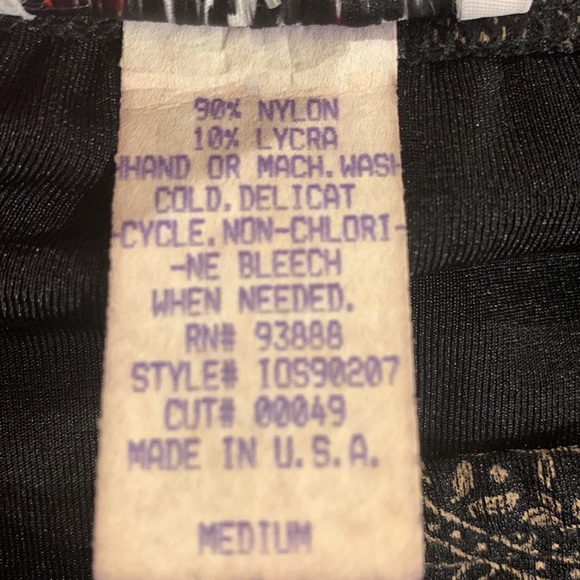 90% NYLON
10% LYCRA
HAND OR MACH.WASH
COLD.DELICAT
-CYCLE.NON-CHLORI-
-NE BLEECH
WHEN NEEDED.
RN# 93888
STYLE# IOS90207
CUT# 00049
MADE IN U.S.A.
MEDIUM